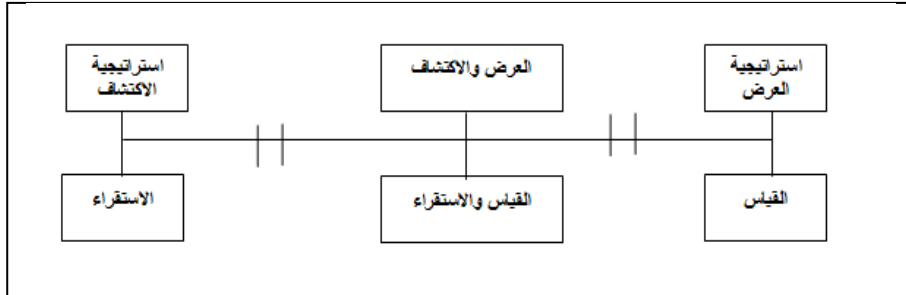 استراتيجية
العرض
العرض والاكتشاف
استراتيجية
الاكتشاف
القياس
القياس والاستقراء
الاستقراء